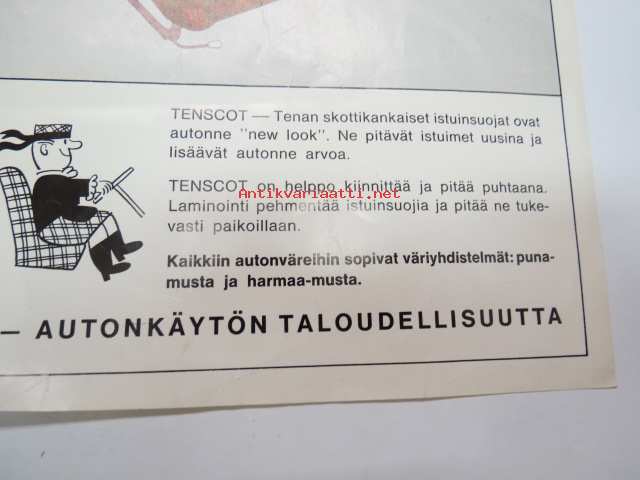 TENSCOT — Tenan skottikankaiset istuinsuojat ovat
autonne "new look". Ne pitävät istuimet uusina ja
lisäävät autonne arvoa.
TENSCOT on helppo kiinnittää ja pitää puhtaana.
Antikvariaatti.net
Laminointi pehmentää istuinsuojia ja pitää ne tuke-
vasti paikoillaan.
Kaikkiin autonväreihin sopivat väriyhdistelmät: puna-
musta ja harmaa-musta.
— AUTONKÄYTÖN TALOUDELLISUUTTA